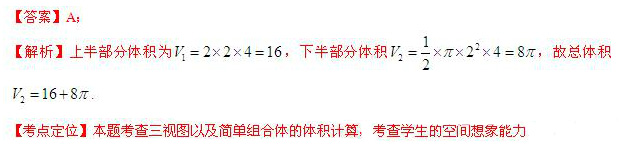 【答案】A;
【解析】上半部分体积为V₁=2×2×4=16，下半部分体积V₂=1/2×π×2²×4=8π，故总体积
V₂=16+8π.
【考点定位】本题考查三视图以及简单组合体的体积计算，考查学生的空间想象能力